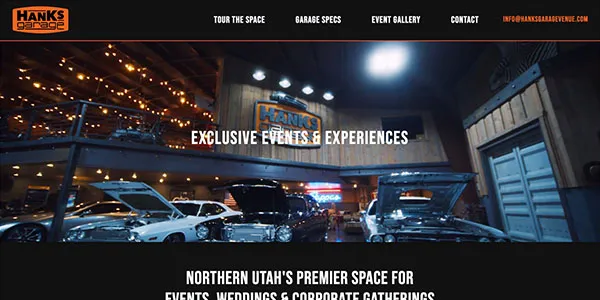 HANKS
garage
TOUR THE SPACE
GARAGE SPECS
EVENT GALLERY
CONTACT
INFO@HANKSGARAGEVENUE.COM
HANKS
EXCLUSIVE EVENTS & EXPERIENCES
NORTHERN UTAH'S PREMIER SPACE FOR
EVENTS, WEDDINGS & CORPORATE GATHERINGS